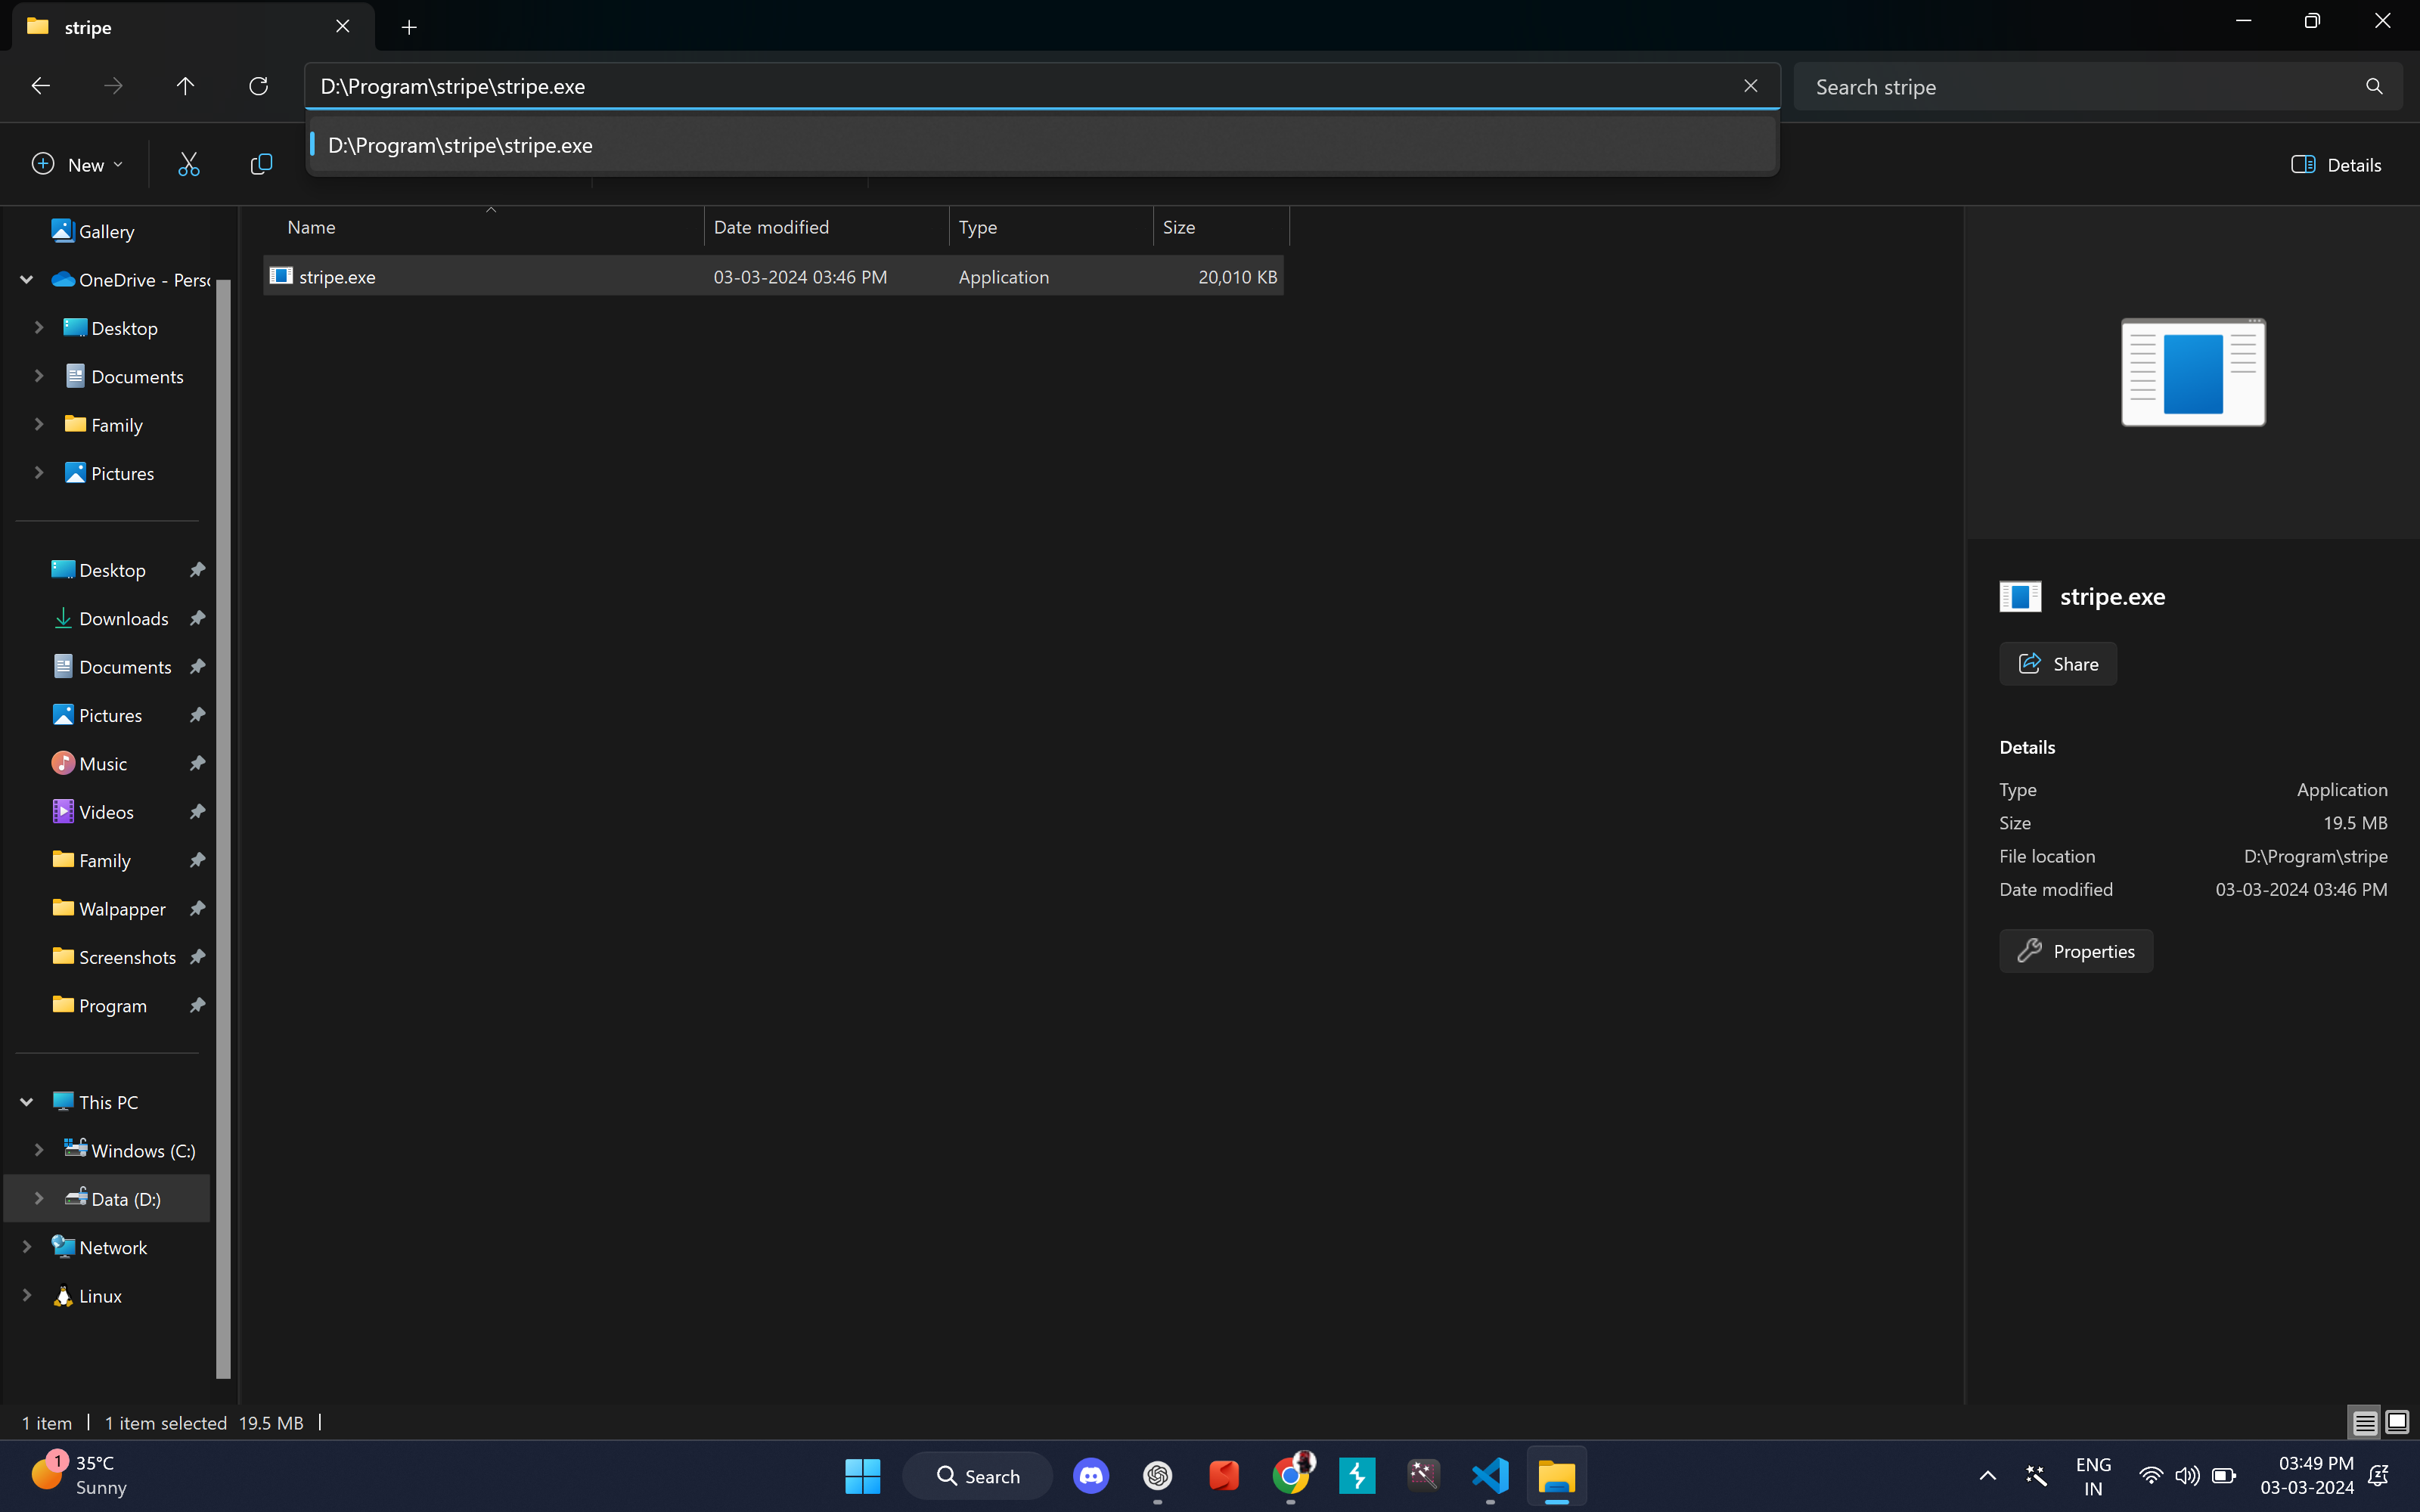 stripe
D:\Program\stripe\stripe.exe
Search stripe
D:\Program\stripe\stripe.exe
New
Details
Name
Date modified
Type
Size
stripe.exe
03-03-2024 03:46 PM
Application
20,010 KB
Gallery
OneDrive - Perso
Desktop
Documents
Family
Pictures
Desktop
Downloads
Documents
Pictures
Music
Videos
Family
Walpapper
Screenshots
Program
This PC
Windows (C:)
Data (D:)
Network
Linux
stripe.exe
Share
Details
Type Application
Size 19.5 MB
File location D:\Program\stripe
Date modified 03-03-2024 03:46 PM
Properties
1 item
1 item selected 19.5 MB
1
35°C
Sunny
Search
ENG
IN
03:49 PM
03-03-2024